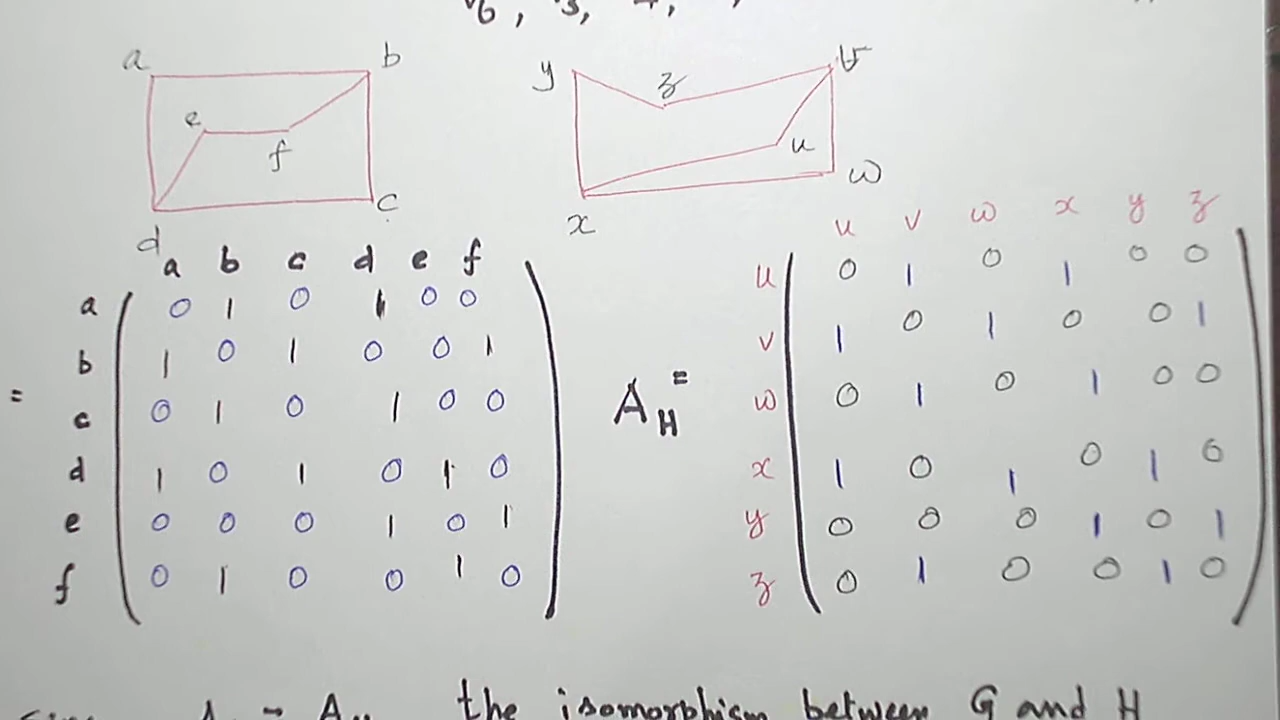 6, 3, 4, ,
a b y z v
e f u
d c x w
a b c d e f
u v w x y z
a 0 1 0 1 0 0
u 0 1 0 1 0 0
b 1 0 1 0 0 1
v 1 0 1 0 0 1
= c 0 1 0 1 0 0
A_H = w 0 1 0 1 0 0
d 1 0 1 0 1 0
x 1 0 1 0 1 0
e 0 0 0 1 0 1
y 0 0 0 1 0 1
f 0 1 0 0 1 0
z 0 1 0 0 1 0
the isomorphism between G and H